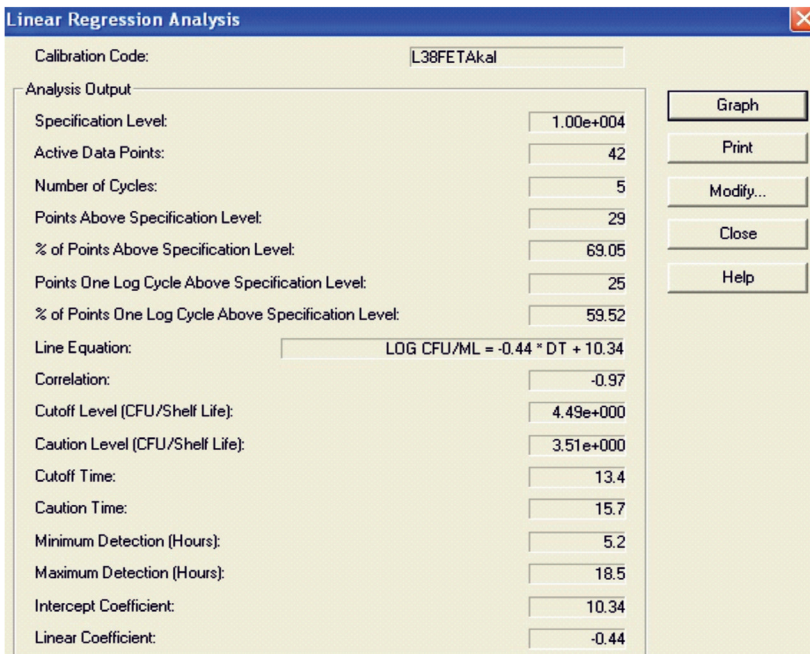 Linear Regression Analysis
Calibration Code: L38FETAkal
Analysis Output
Specification Level: 1.00e+004
Active Data Points: 42
Number of Cycles: 5
Points Above Specification Level: 29
% of Points Above Specification Level: 69.05
Points One Log Cycle Above Specification Level: 25
% of Points One Log Cycle Above Specification Level: 59.52
Line Equation: LOG CFU/ML = -0.44 * DT + 10.34
Correlation: -0.97
Cutoff Level (CFU/Shelf Life): 4.49e+000
Caution Level (CFU/Shelf Life): 3.51e+000
Cutoff Time: 13.4
Caution Time: 15.7
Minimum Detection (Hours): 5.2
Maximum Detection (Hours): 18.5
Intercept Coefficient: 10.34
Linear Coefficient: -0.44
Graph
Print
Modify...
Close
Help